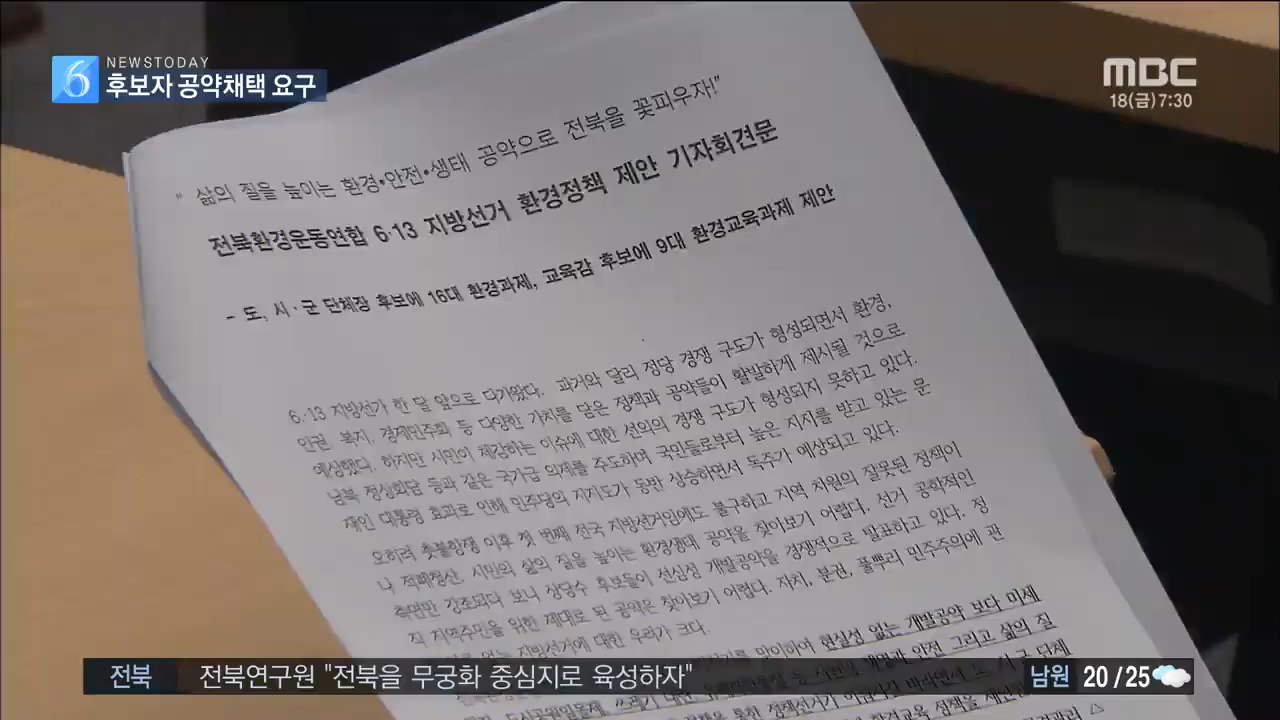 NEWSTODAY
6 후보자 공약채택 요구
MBC
18(금)7:30
" 삶의 질을 높이는 환경•안전•생태 공약으로 전북을 꽃피우자!"
전북환경운동연합 6·13 지방선거 환경정책 제안 기자회견문
- 도, 시·군 단체장 후보에 16대 환경과제, 교육감 후보에 9대 환경교육과제 제안
6·13 지방선가 한 달 앞으로 다가왔다. 과거와 달리 정당 경쟁 구도가 형성되면서 환경,
인권, 복지, 경제민주화 등 다양한 가치를 담은 정책과 공약들이 활발하게 제시될 것으로
예상했다. 하지만 시민이 체감하는 이슈에 대한 선의의 경쟁 구도가 형성되지 못하고 있다.
남북 정상회담 등과 같은 국가급 의제를 주도하며 국민들로부터 높은 지지를 받고 있는 문
재인 대통령 효과로 인해 민주당의 지지도가 동반 상승하면서 독주가 예상되고 있다.
오히려 촛불항쟁 이후 첫 번째 전국 지방선거임에도 불구하고 지역 차원의 잘못된 정책이
나 적폐청산, 시민의 삶의 질을 높이는 환경생태 공약을 찾아보기 어렵다. 선거 공학적인
측면만 강조되다 보니 상당수 후보들이 선심성 개발공약을 경쟁적으로 발표하고 있다. 정
작 지역주민을 위한 제대로 된 공약은 찾아보기 어렵다. 자치, 분권, 풀뿌리 민주주의에 관
없는 지방선거에 대한 우려가 크다.
맞이하여 현실성 없는 개발공약 보다 미세
안전 그리고 삶의 질
전북 전북연구원 "전북을 무궁화 중심지로 육성하자" 남원 20/25